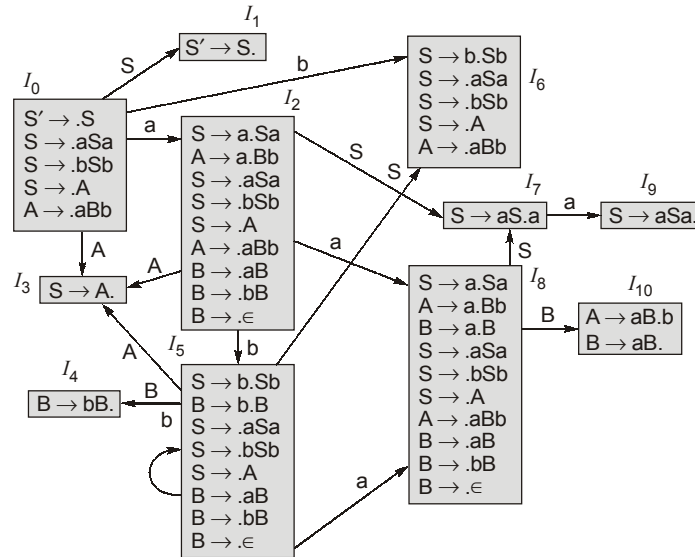 I1
S′ → S.
S
I0
S′ → .S
S → .aSa
S → .bSb
S → .A
A → .aBb
b
a
I2
S → a.Sa
A → a.Bb
S → .aSa
S → .bSb
S → .A
A → .aBb
B → .aB
B → .bB
B → .∈
I6
S → b.Sb
S → .aSa
S → .bSb
S → .A
A → .aBb
S
S
I7
S → aS.a
a
I9
S → aSa.
A
I3
S → A.
A
a
S
I8
S → a.Sa
A → a.Bb
B → a.B
S → .aSa
S → .bSb
S → .A
A → .aBb
B → .aB
B → .bB
B → .∈
B
I10
A → aB.b
B → aB.
b
A
I5
S → b.Sb
B → b.B
S → .aSa
S → .bSb
S → .A
B → .aB
B → .bB
B → .∈
I4
B → bB.
B
b
a